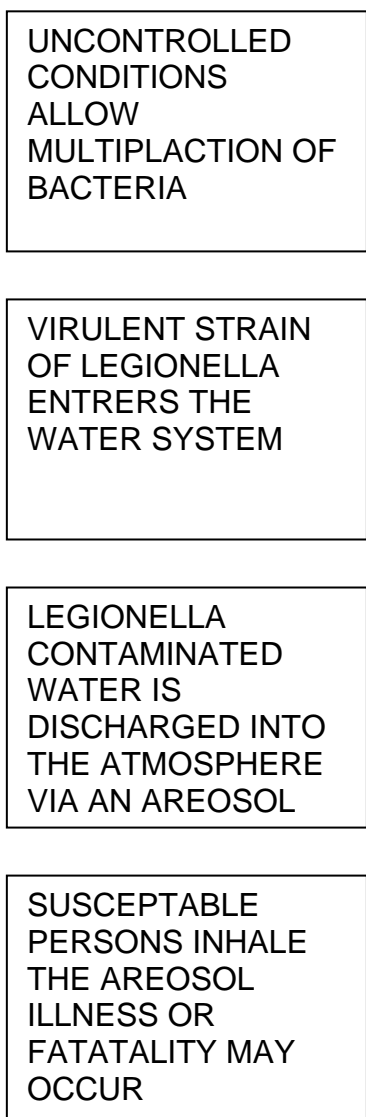 UNCONTROLLED
CONDITIONS
ALLOW
MULTIPLACTION OF
BACTERIA
VIRULENT STRAIN
OF LEGIONELLA
ENTRERS THE
WATER SYSTEM
LEGIONELLA
CONTAMINATED
WATER IS
DISCHARGED INTO
THE ATMOSPHERE
VIA AN AREOSOL
SUSCEPTABLE
PERSONS INHALE
THE AREOSOL
ILLNESS OR
FATATALITY MAY
OCCUR